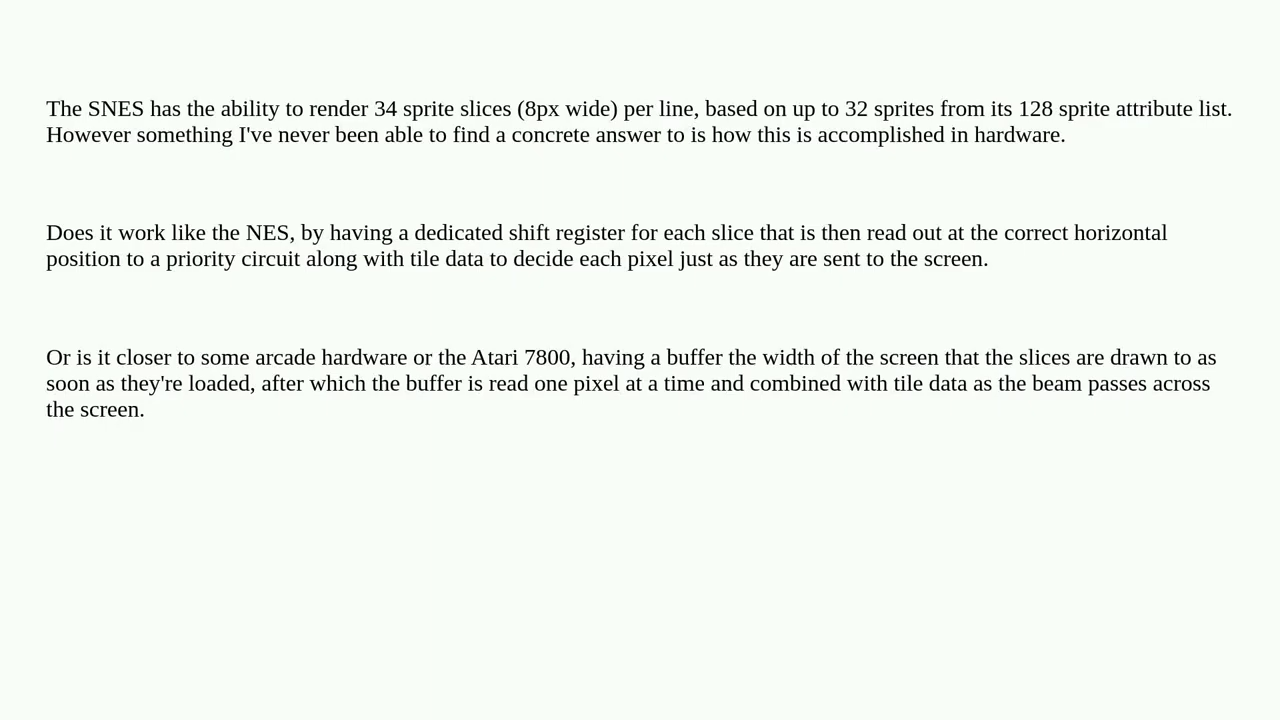 The SNES has the ability to render 34 sprite slices (8px wide) per line, based on up to 32 sprites from its 128 sprite attribute list.
However something I've never been able to find a concrete answer to is how this is accomplished in hardware.
Does it work like the NES, by having a dedicated shift register for each slice that is then read out at the correct horizontal
position to a priority circuit along with tile data to decide each pixel just as they are sent to the screen.
Or is it closer to some arcade hardware or the Atari 7800, having a buffer the width of the screen that the slices are drawn to as
soon as they're loaded, after which the buffer is read one pixel at a time and combined with tile data as the beam passes across
the screen.